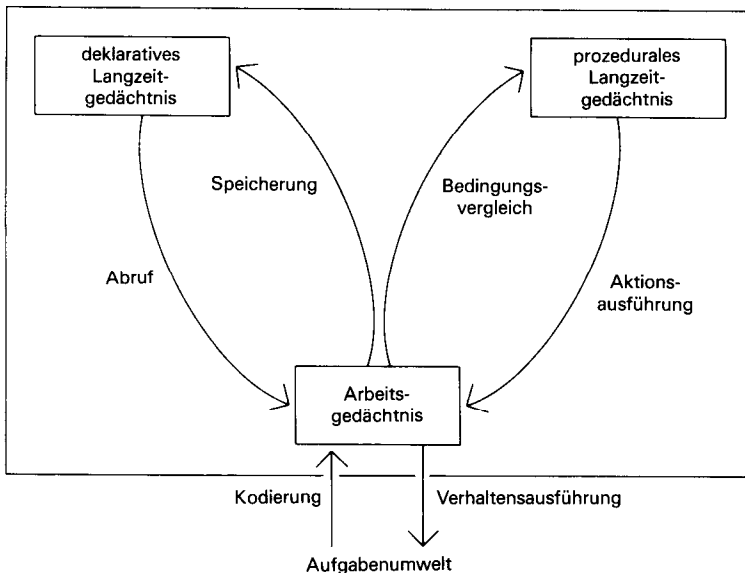 deklaratives
Langzeit-
gedächtnis
prozedurales
Langzeit-
gedächtnis
Speicherung
Bedingungs-
vergleich
Abruf
Aktions-
ausführung
Arbeits-
gedächtnis
Kodierung
Verhaltensausführung
Aufgabenumwelt